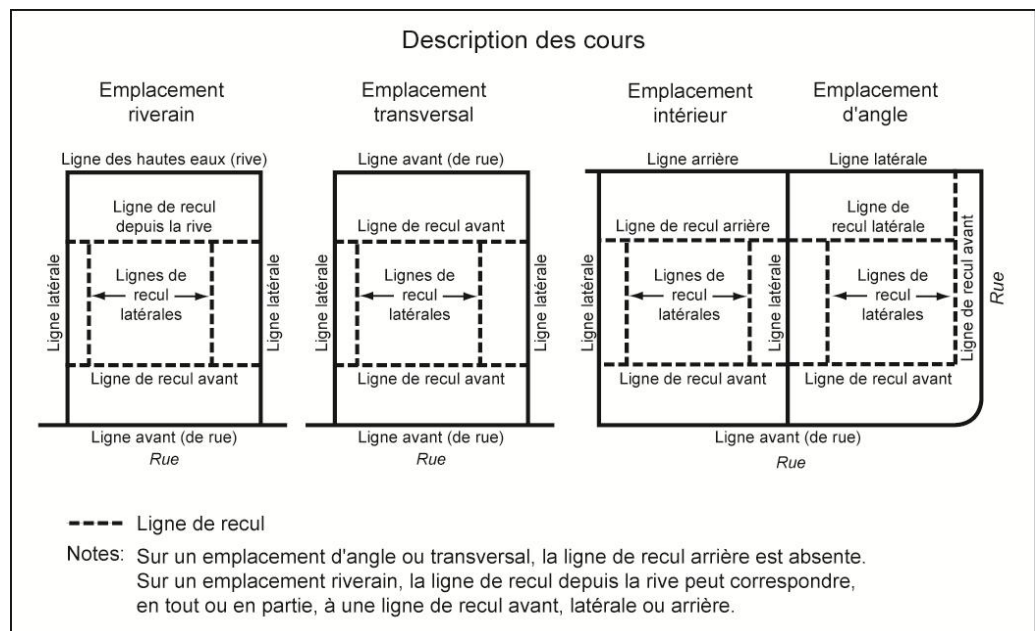 Description des cours
Emplacement
riverain
Ligne des hautes eaux (rive)
Ligne de recul
depuis la rive
Ligne latérale
Lignes de
recul
latérales
Ligne latérale
Ligne de recul avant
Ligne avant (de rue)
Rue
Emplacement
transversal
Ligne avant (de rue)
Ligne de recul avant
Lignes de
recul
latérales
Ligne latérale
Ligne de recul avant
Ligne avant (de rue)
Rue
Emplacement
intérieur
Ligne arrière
Ligne de recul arrière
Ligne latérale
Lignes de
recul
latérales
Ligne latérale
Ligne de recul avant
Emplacement
d'angle
Ligne latérale
Ligne de
recul latérale
Lignes de
recul
latérales
Ligne de recul avant
Rue
Ligne de recul avant
Ligne avant (de rue)
Rue
Ligne de recul
Notes: Sur un emplacement d'angle ou transversal, la ligne de recul arrière est absente.
Sur un emplacement riverain, la ligne de recul depuis la rive peut correspondre,
en tout ou en partie, à une ligne de recul avant, latérale ou arrière.